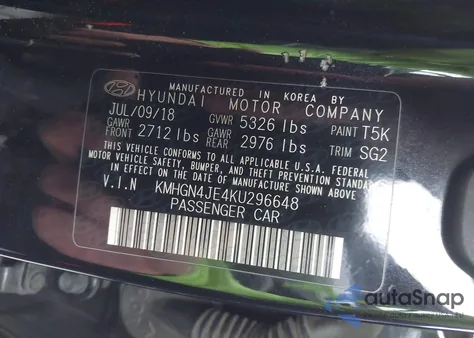 MANUFACTURED IN KOREA BY
HYUNDAI MOTOR COMPANY
JUL/09/18 GVWR 5326 lbs PAINT T5K
GAWR FRONT 2712 lbs GAWR REAR 2976 lbs TRIM SG2
THIS VEHICLE CONFORMS TO ALL APPLICABLE U.S.A. FEDERAL
MOTOR VEHICLE SAFETY, BUMPER, AND THEFT PREVENTION STANDARDS
IN EFFECT ON THE DATE OF MANUFACTURE SHOWN ABOVE.
V.I.N KMHGN4JE4KU296648
PASSENGER CAR
autoSnap